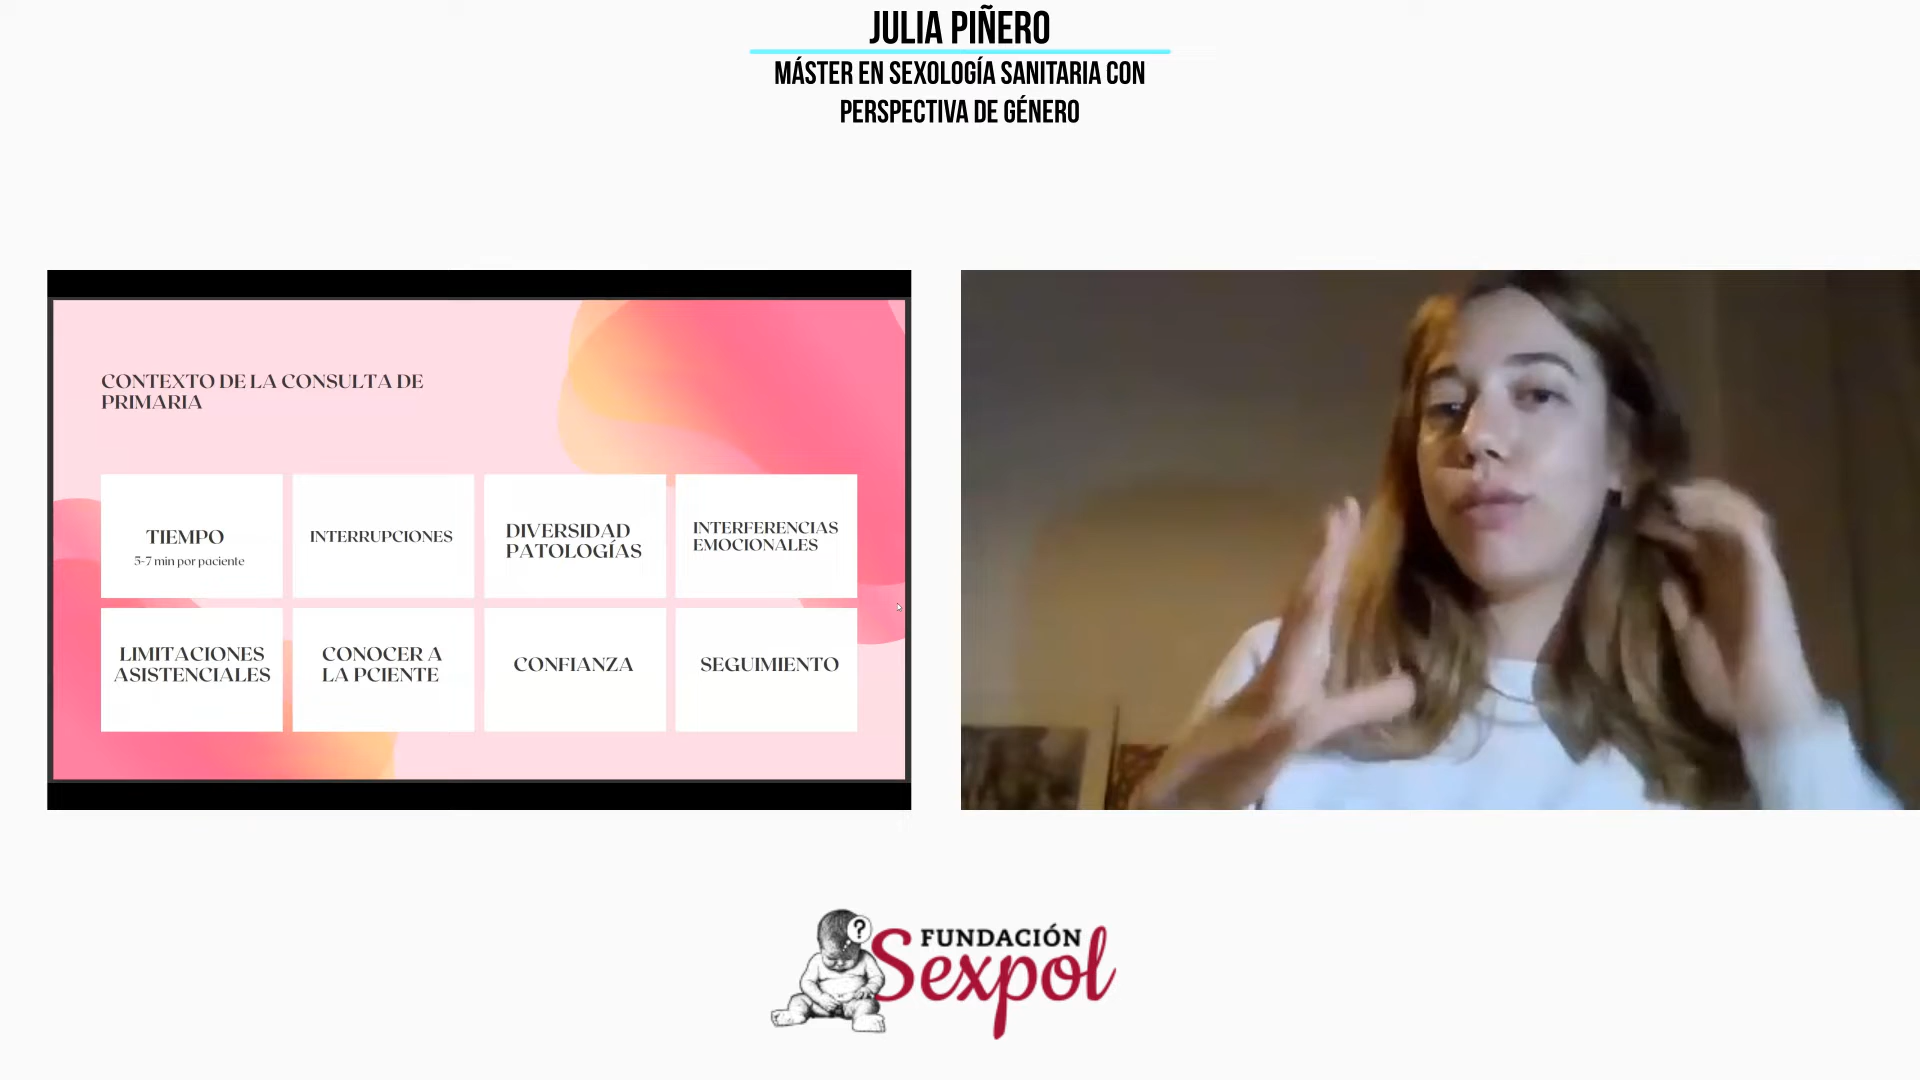 JULIA PIÑERO
MÁSTER EN SEXOLOGÍA SANITARIA CON
PERSPECTIVA DE GÉNERO
CONTEXTO DE LA CONSULTA DE
PRIMARIA
TIEMPO
5-7 min por paciente
INTERRUPCIONES
DIVERSIDAD
PATOLOGÍAS
INTERFERENCIAS
EMOCIONALES
LIMITACIONES
ASISTENCIALES
CONOCER A
LA PCIENTE
CONFIANZA
SEGUIMIENTO
?
FUNDACIÓN
Sexpol